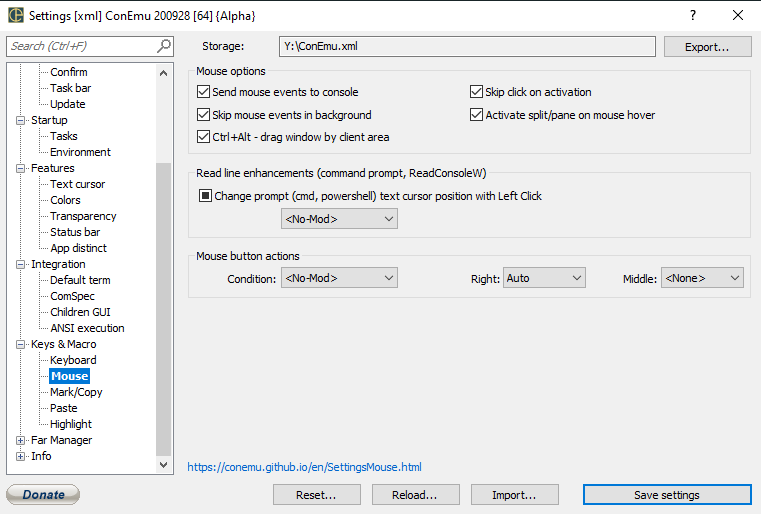 Settings [xml] ConEmu 200928 [64] {Alpha}
Search (Ctrl+F)
Storage:
Y:\ConEmu.xml
Export...
Confirm
Task bar
Update
Startup
Tasks
Environment
Features
Text cursor
Colors
Transparency
Status bar
App distinct
Integration
Default term
ComSpec
Children GUI
ANSI execution
Keys & Macro
Keyboard
Mouse
Mark/Copy
Paste
Highlight
Far Manager
Info
Mouse options
Send mouse events to console
Skip click on activation
Skip mouse events in background
Activate split/pane on mouse hover
Ctrl+Alt - drag window by client area
Read line enhancements (command prompt, ReadConsoleW)
Change prompt (cmd, powershell) text cursor position with Left Click
<No-Mod>
Mouse button actions
Condition: <No-Mod>
Right: Auto
Middle: <None>
https://conemu.github.io/en/SettingsMouse.html
Donate
Reset...
Reload...
Import...
Save settings